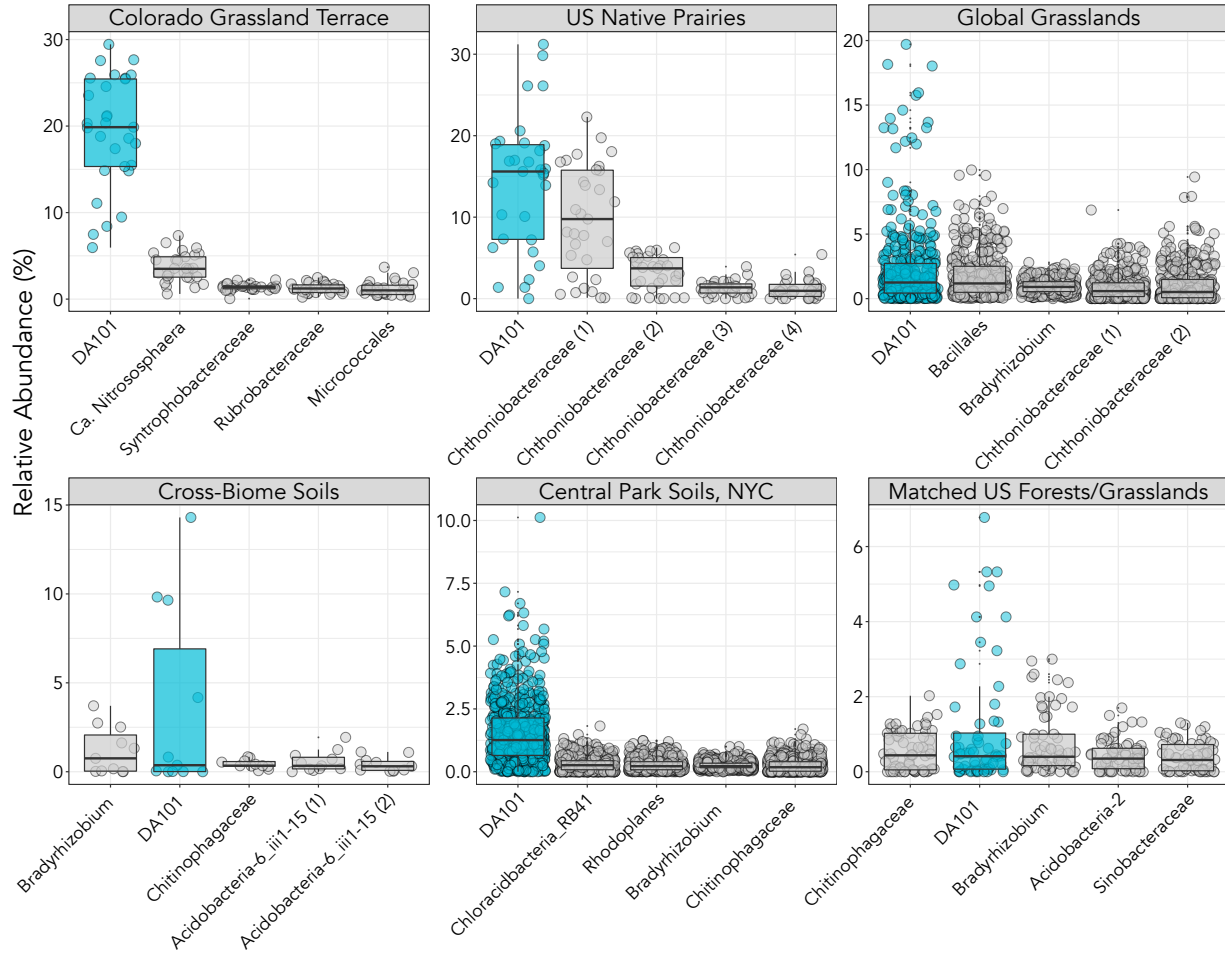 Relative Abundance (%)
Colorado Grassland Terrace
30
20
10
0
DA101
Ca. Nitrososphaera
Syntrophobacteraceae
Rubrobacteraceae
Micrococcales
US Native Prairies
30
20
10
0
DA101
Chthoniobacteraceae (1)
Chthoniobacteraceae (2)
Chthoniobacteraceae (3)
Chthoniobacteraceae (4)
Global Grasslands
20
15
10
5
0
DA101
Bacillales
Bradyrhizobium
Chthoniobacteraceae (1)
Chthoniobacteraceae (2)
Cross-Biome Soils
15
10
5
0
Bradyrhizobium
DA101
Chitinophagaceae
Acidobacteria-6_iii1-15 (1)
Acidobacteria-6_iii1-15 (2)
Central Park Soils, NYC
10.0
7.5
5.0
2.5
0.0
DA101
Chloracidbacteria_RB41
Rhodoplanes
Bradyrhizobium
Chitinophagaceae
Matched US Forests/Grasslands
6
4
2
0
Chitinophagaceae
DA101
Bradyrhizobium
Acidobacteria-2
Sinobacteraceae